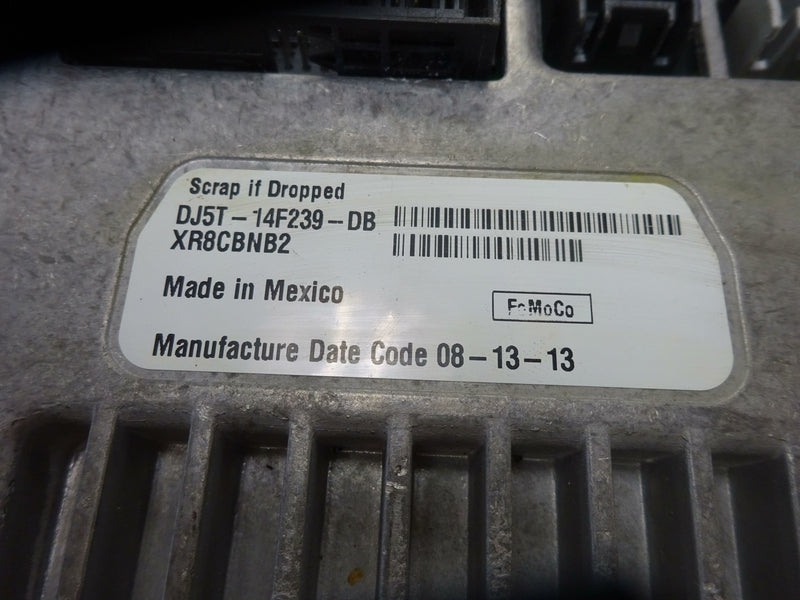 Scrap if Dropped
DJ5T-14F239-DB
XR8CBNB2
Made in Mexico
FoMoCo
Manufacture Date Code 08-13-13